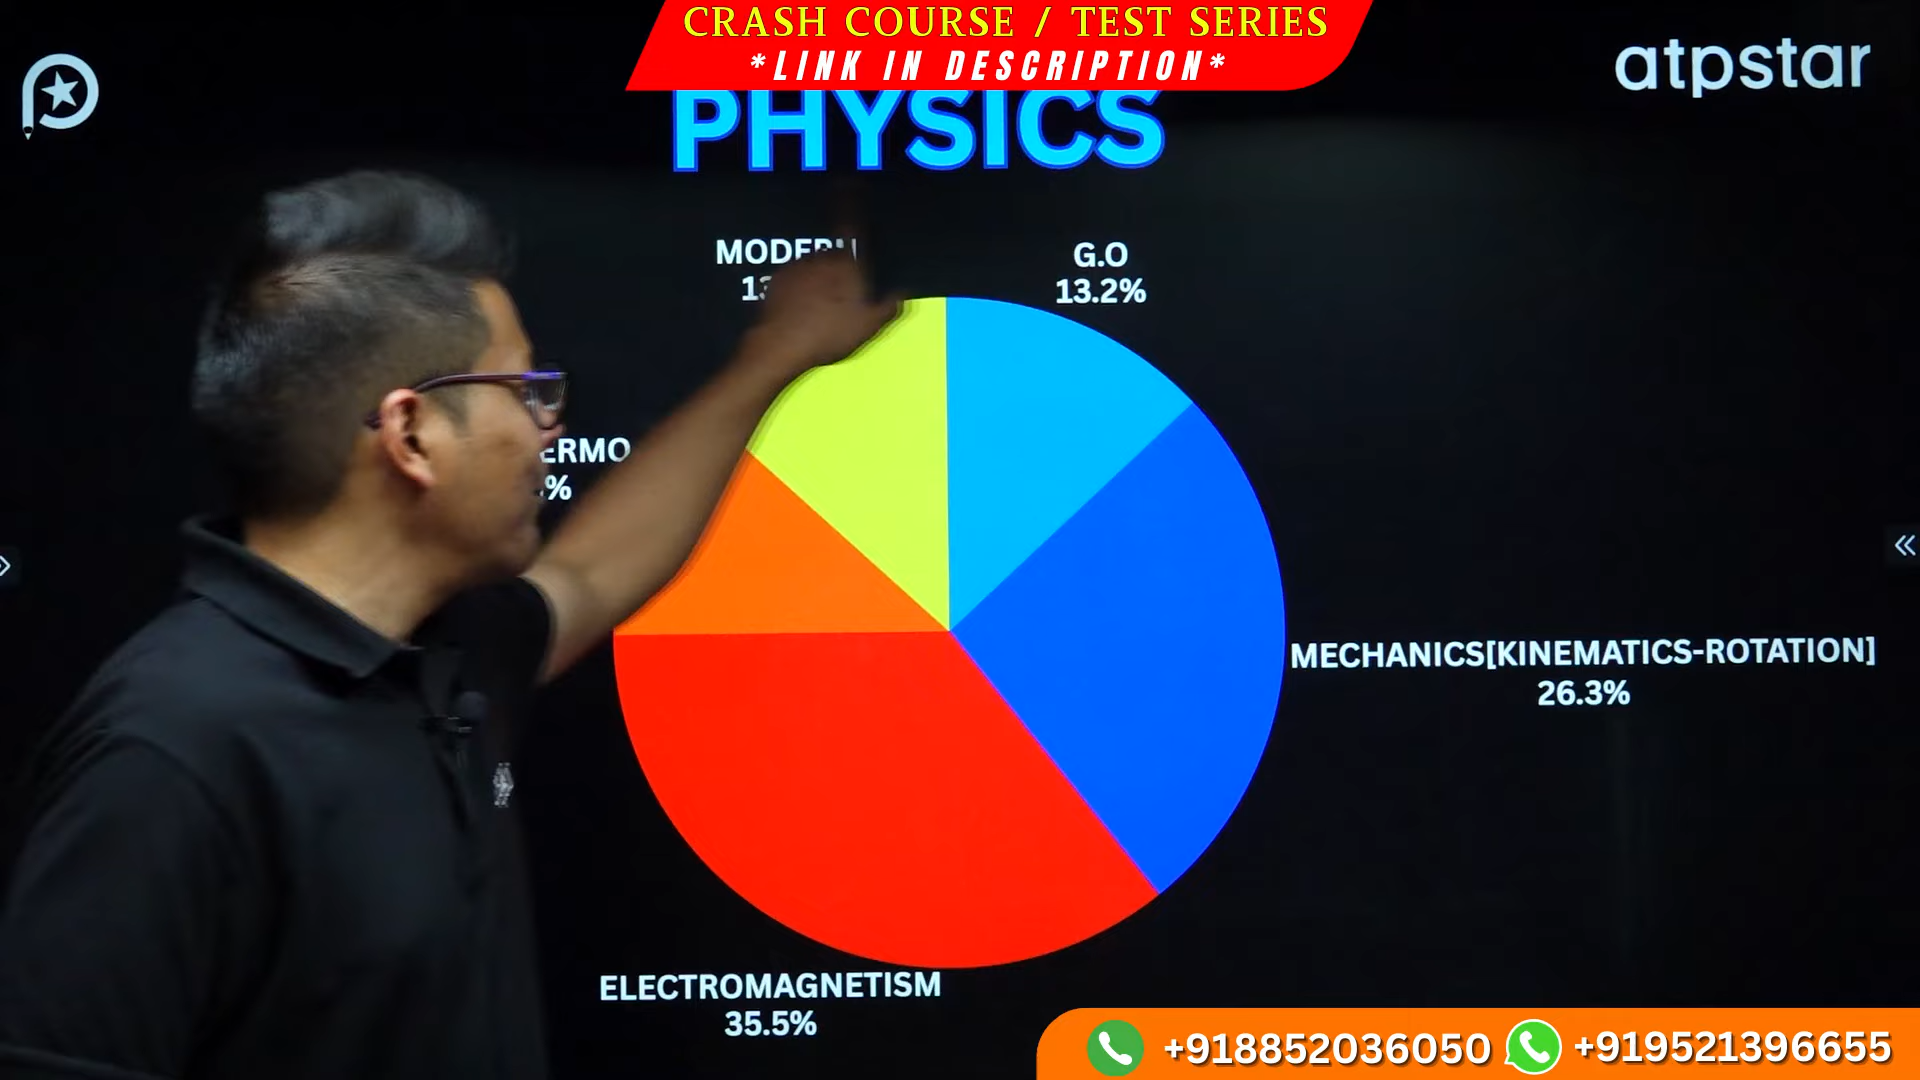 CRASH COURSE / TEST SERIES
*LINK IN DESCRIPTION*
atpstar
PHYSICS
G.O
13.2%
MECHANICS[KINEMATICS-ROTATION]
26.3%
ELECTROMAGNETISM
35.5%
+918852036050
+919521396655